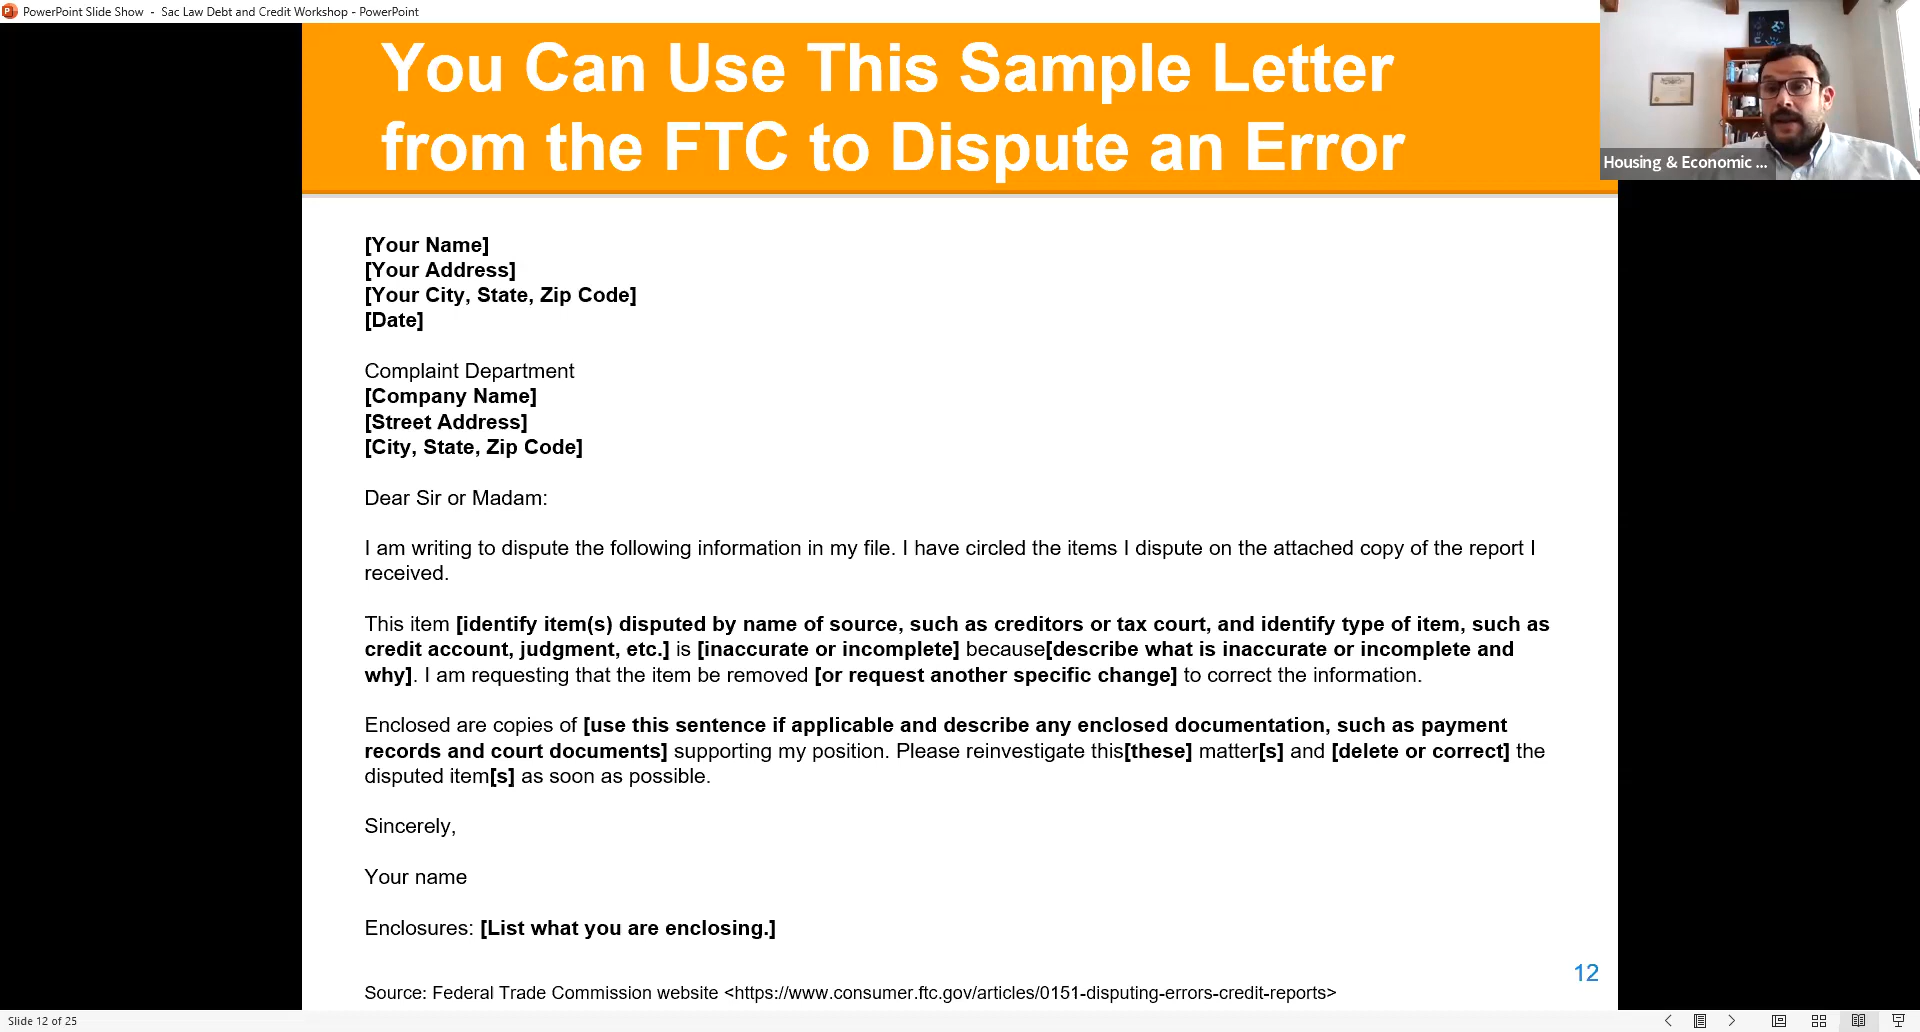 PowerPoint Slide Show - Sac Law Debt and Credit Workshop - PowerPoint
You Can Use This Sample Letter
from the FTC to Dispute an Error
Housing & Economic ...
[Your Name]
[Your Address]
[Your City, State, Zip Code]
[Date]
Complaint Department
[Company Name]
[Street Address]
[City, State, Zip Code]
Dear Sir or Madam:
I am writing to dispute the following information in my file. I have circled the items I dispute on the attached copy of the report I
received.
This item [identify item(s) disputed by name of source, such as creditors or tax court, and identify type of item, such as
credit account, judgment, etc.] is [inaccurate or incomplete] because[describe what is inaccurate or incomplete and
why]. I am requesting that the item be removed [or request another specific change] to correct the information.
Enclosed are copies of [use this sentence if applicable and describe any enclosed documentation, such as payment
records and court documents] supporting my position. Please reinvestigate this[these] matter[s] and [delete or correct] the
disputed item[s] as soon as possible.
Sincerely,
Your name
Enclosures: [List what you are enclosing.]
12
Source: Federal Trade Commission website <https://www.consumer.ftc.gov/articles/0151-disputing-errors-credit-reports>
Slide 12 of 25